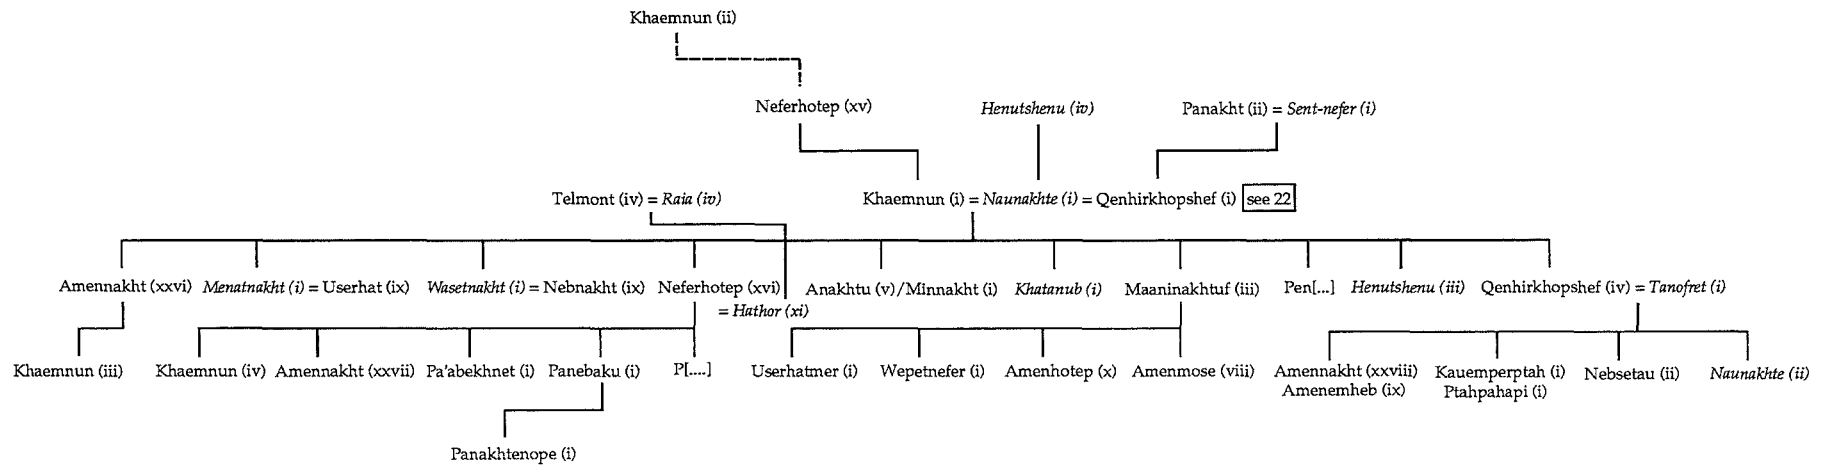 Khaemnun (ii)
Neferhotep (xv) Henutshenu (iv) Panakht (ii) = Sent-nefer (i)
Telmont (iv) = Raia (iv) Khaemnun (i) = Naunakhte (i) = Qenhirkhopshef (i) see 22
Amennakht (xxvi) Menatnakht (i) = Userhat (ix) Wasetnakht (i) = Nebnakht (ix) Neferhotep (xvi) Anakhtu (v)/Minnakht (i) Khatanub (i) Maaninakhtuf (iii) Pen[...] Henutshenu (iii) Qenhirkhopshef (iv) = Tanofret (i)
= Hathor (xi)
Khaemnun (iii) Khaemnun (iv) Amennakht (xxvii) Pa'abekhnet (i) Panebaku (i) P[....] Userhatmer (i) Wepetnefer (i) Amenhotep (x) Amenmose (viii) Amennakht (xxviii) Kauemperptah (i) Nebsetau (ii) Naunakhte (ii)
Amenemheb (ix) Ptahpahapi (i)
Panakhtenope (i)